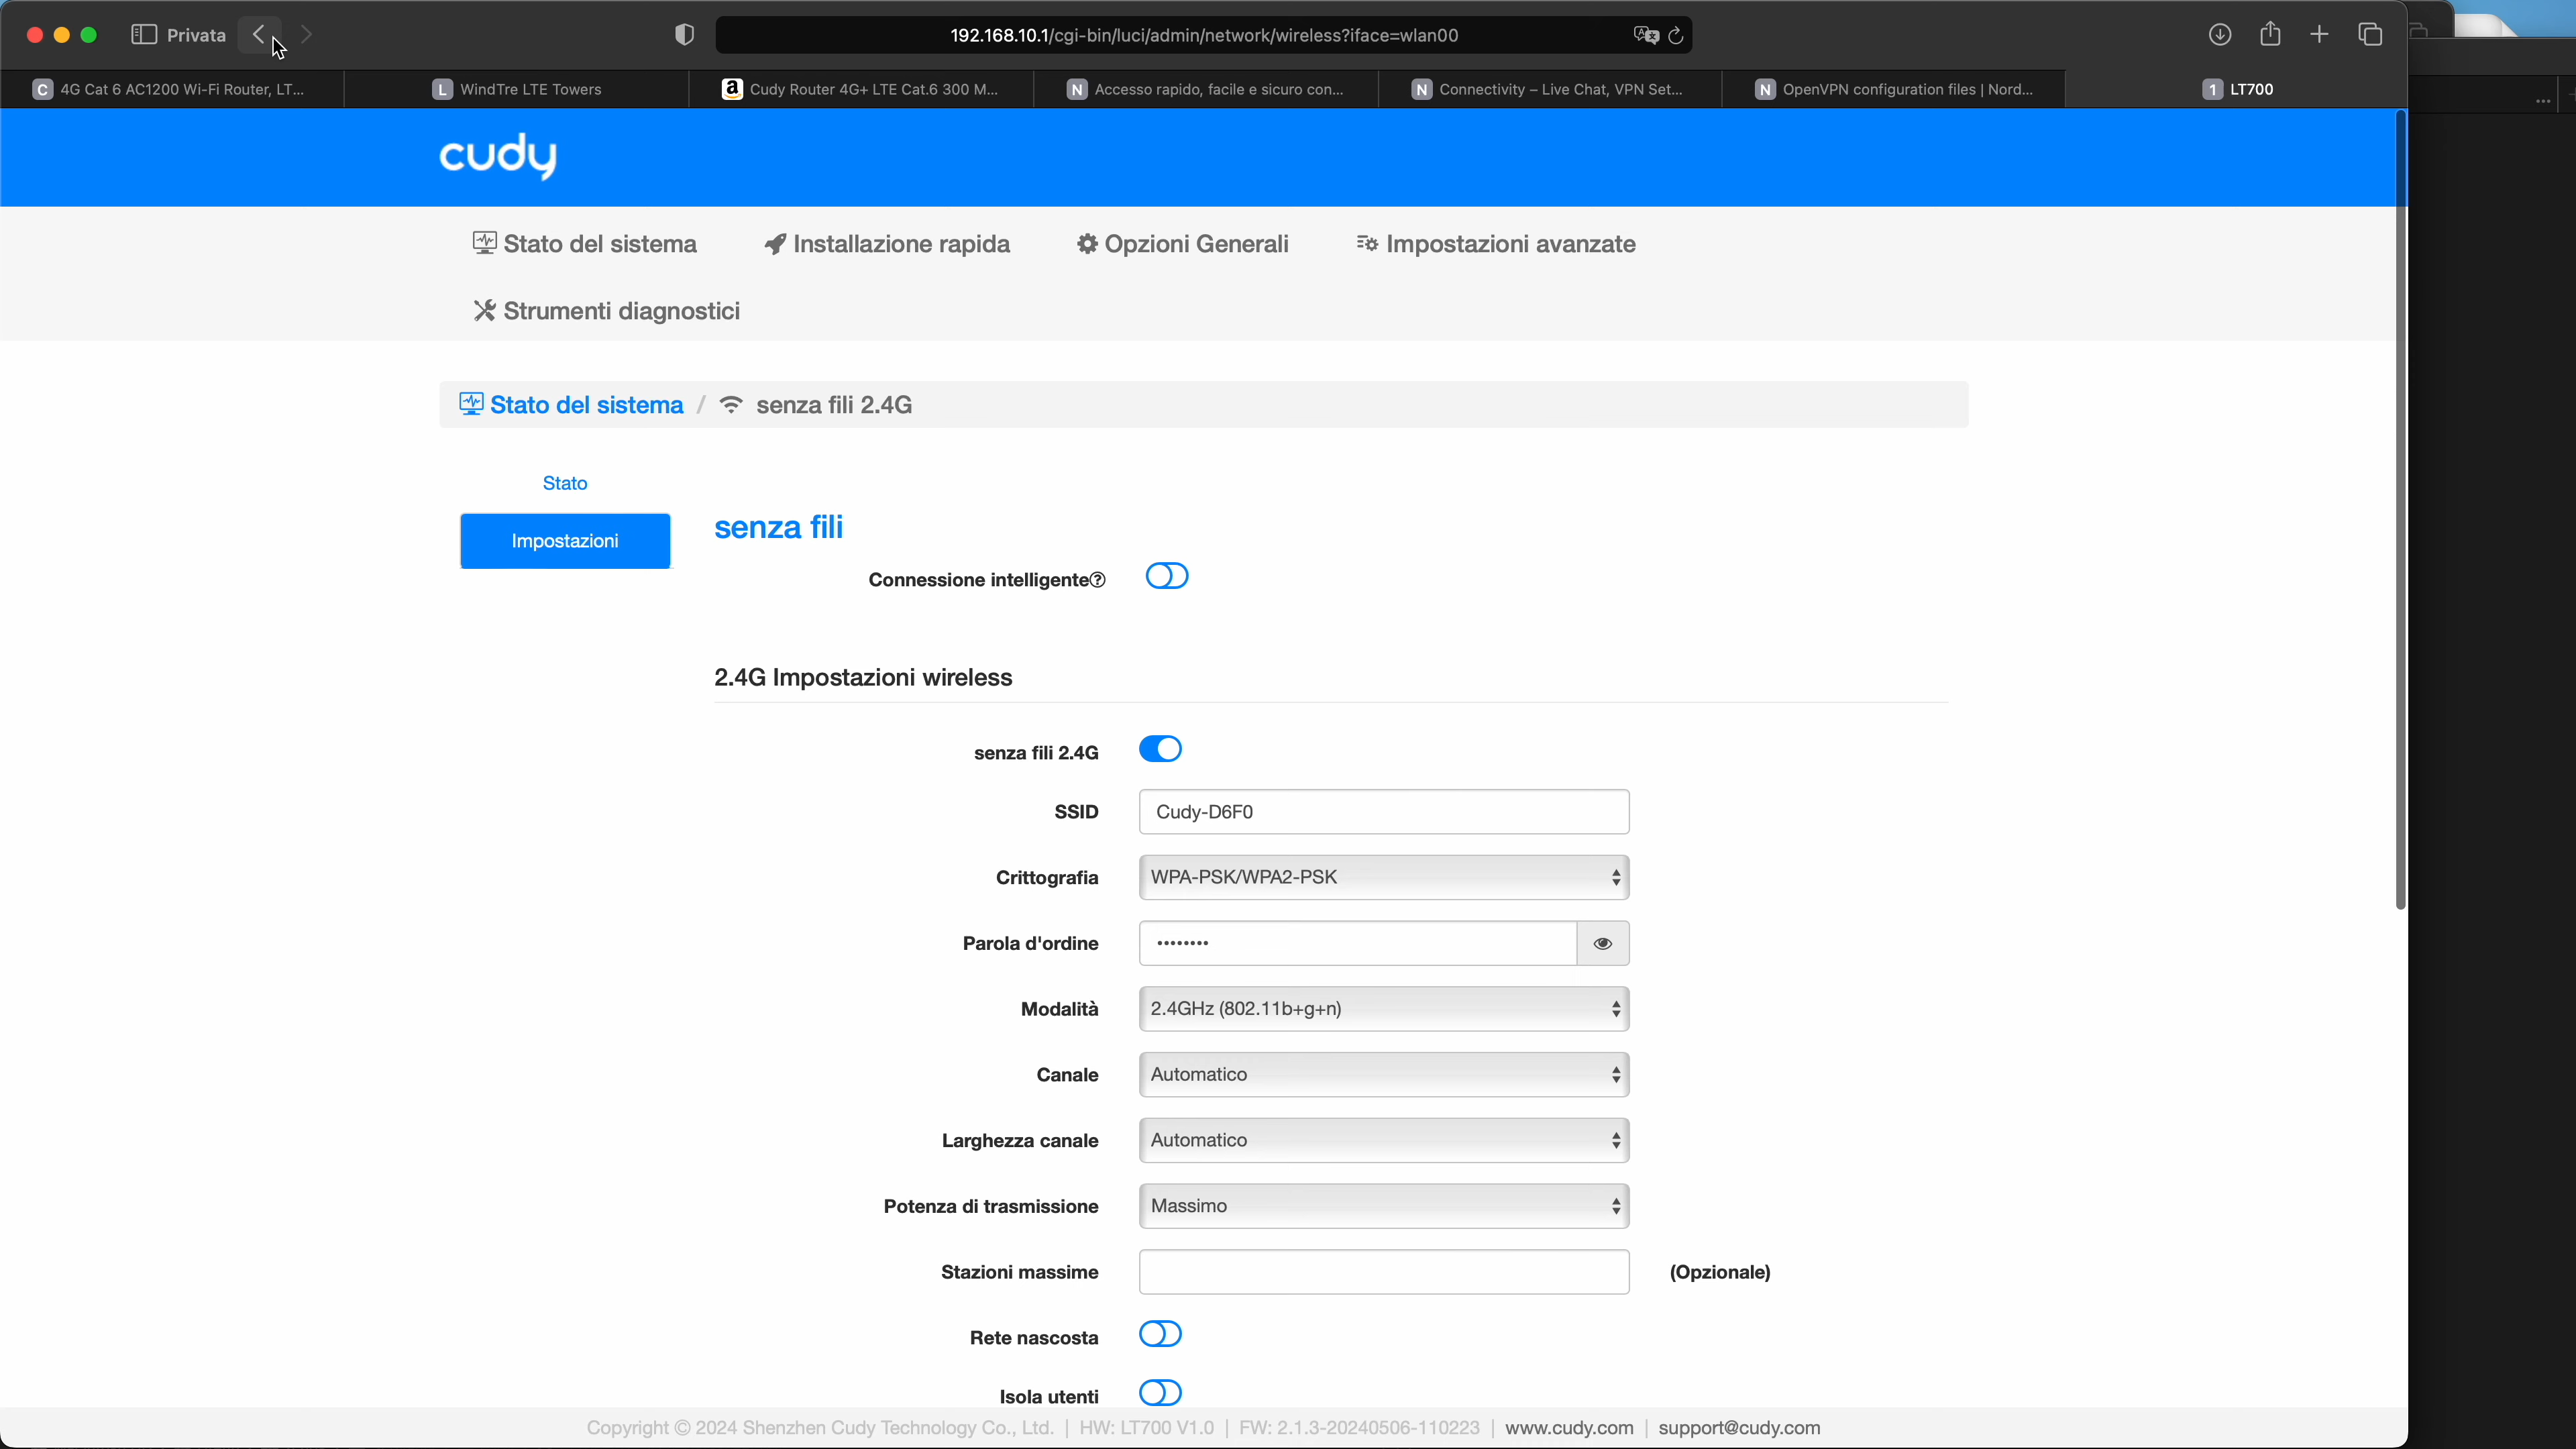 Privata
192.168.10.1/cgi-bin/luci/admin/network/wireless?iface=wlan00
C 4G Cat 6 AC1200 Wi-Fi Router, LT...
L WindTre LTE Towers
a Cudy Router 4G+ LTE Cat.6 300 M...
N Accesso rapido, facile e sicuro con...
N Connectivity – Live Chat, VPN Set...
N OpenVPN configuration files | Nord...
1 LT700
cudy
Stato del sistema
Installazione rapida
Opzioni Generali
Impostazioni avanzate
Strumenti diagnostici
Stato del sistema / senza fili 2.4G
Stato
Impostazioni
senza fili
Connessione intelligente?
2.4G Impostazioni wireless
senza fili 2.4G
SSID Cudy-D6F0
Crittografia WPA-PSK/WPA2-PSK
Parola d'ordine ••••••••
Modalità 2.4GHz (802.11b+g+n)
Canale Automatico
Larghezza canale Automatico
Potenza di trasmissione Massimo
Stazioni massime (Opzionale)
Rete nascosta
Isola utenti
Copyright © 2024 Shenzhen Cudy Technology Co., Ltd. | HW: LT700 V1.0 | FW: 2.1.3-20240506-110223 | www.cudy.com | support@cudy.com